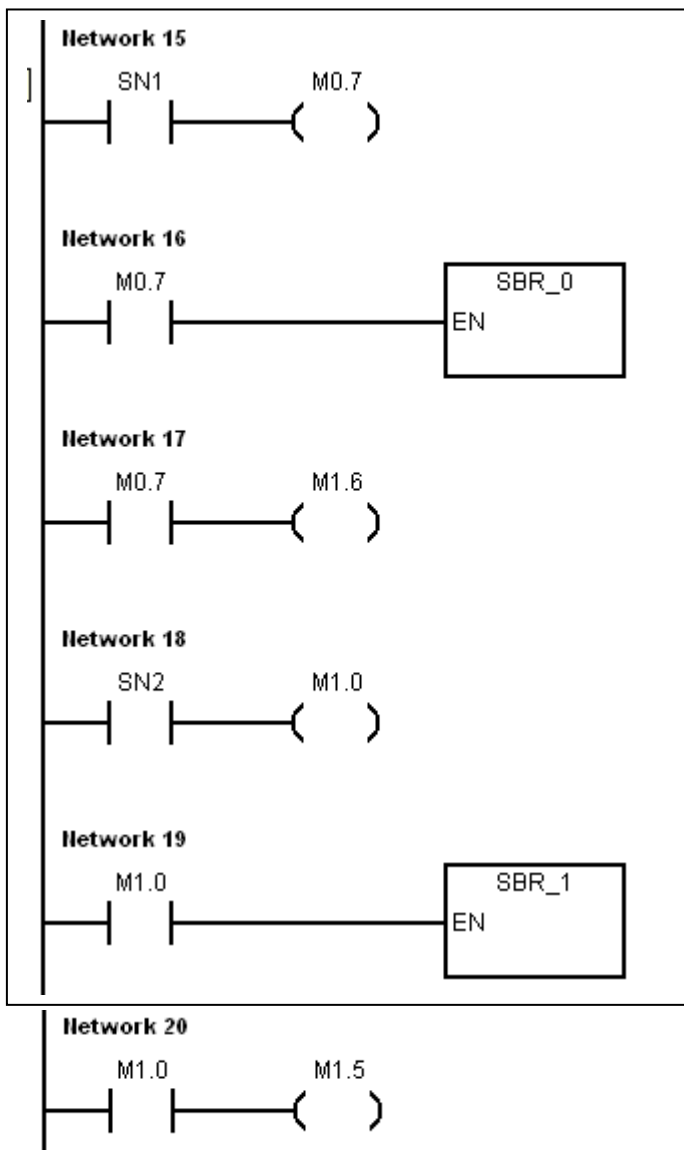 Network 15
SN1 M0.7
Network 16
M0.7 SBR_0
EN
Network 17
M0.7 M1.6
Network 18
SN2 M1.0
Network 19
M1.0 SBR_1
EN
Network 20
M1.0 M1.5